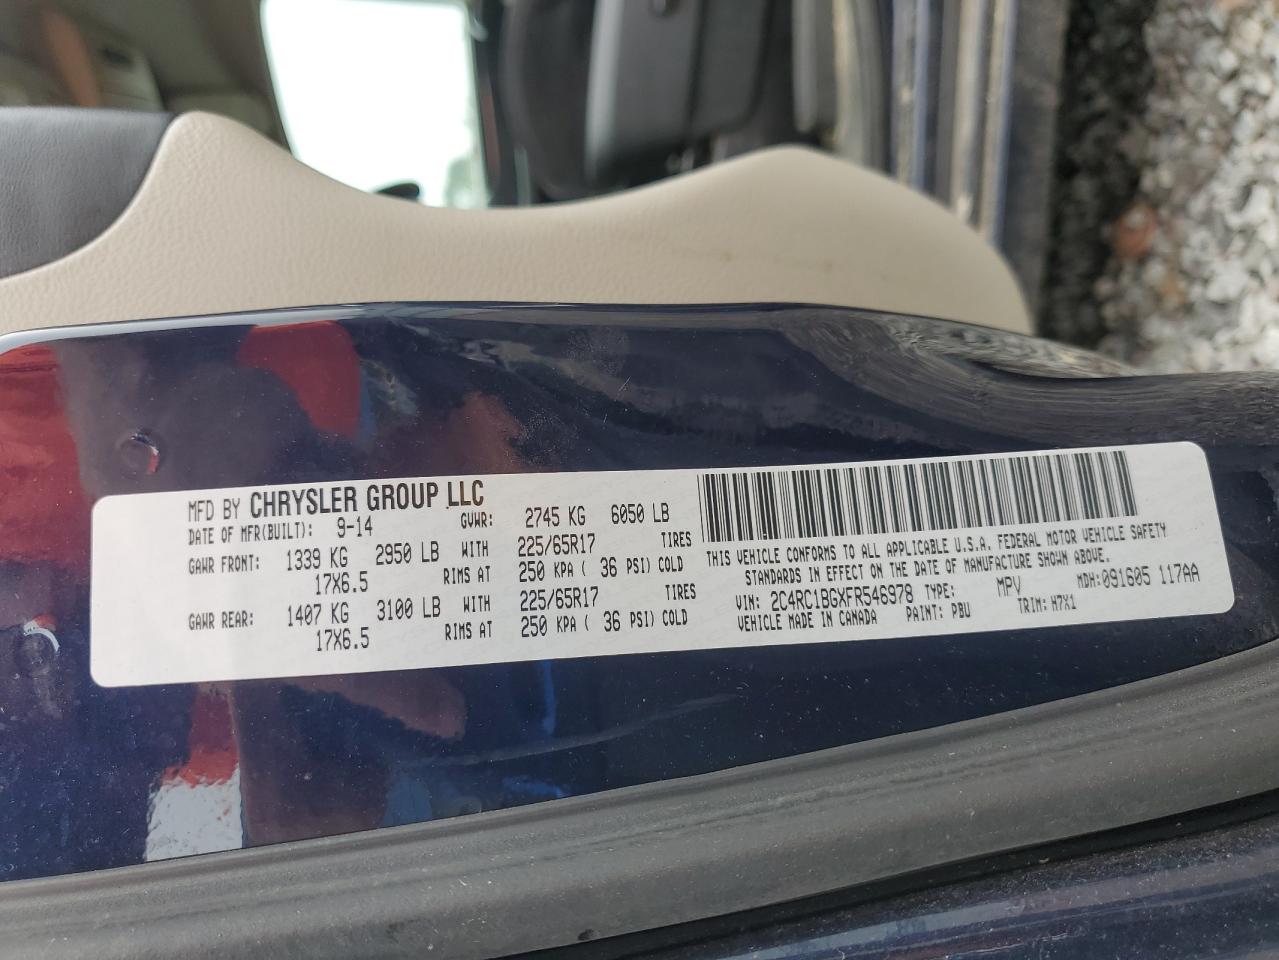 MFD BY CHRYSLER GROUP LLC
DATE OF MFR(BUILT): 9-14 GVWR: 2745 KG 6050 LB
GAWR FRONT: 1339 KG 2950 LB WITH 225/65R17 TIRES
17X6.5 RIMS AT 250 KPA ( 36 PSI) COLD
GAWR REAR: 1407 KG 3100 LB WITH 225/65R17 TIRES
17X6.5 RIMS AT 250 KPA ( 36 PSI) COLD
THIS VEHICLE CONFORMS TO ALL APPLICABLE U.S.A. FEDERAL MOTOR VEHICLE SAFETY
STANDARDS IN EFFECT ON THE DATE OF MANUFACTURE SHOWN ABOVE.
VIN: 2C4RC1BGXFR546978 TYPE: MPV MDH:091605 117AA
VEHICLE MADE IN CANADA PAINT: PBU TRIM: H7X1